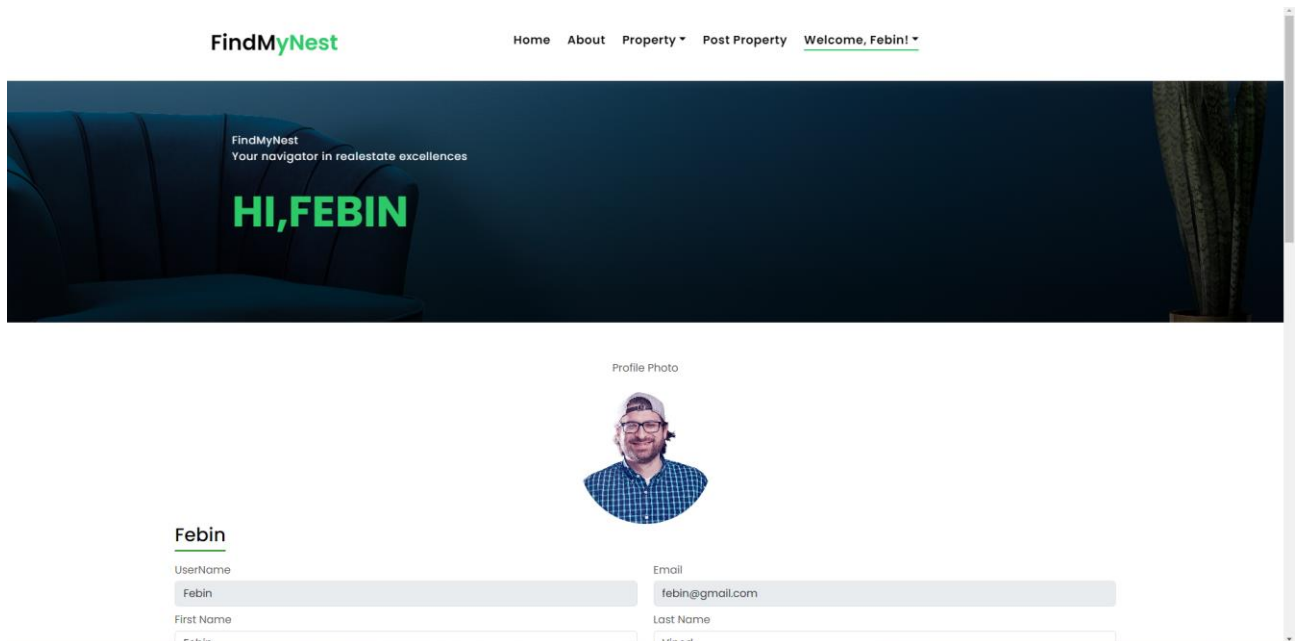 FindMyNest
Home About Property Post Property Welcome, Febin!
FindMyNest
Your navigator in realestate excellences
HI,FEBIN
Profile Photo
Febin
UserName
Email
Febin
febin@gmail.com
First Name
Last Name